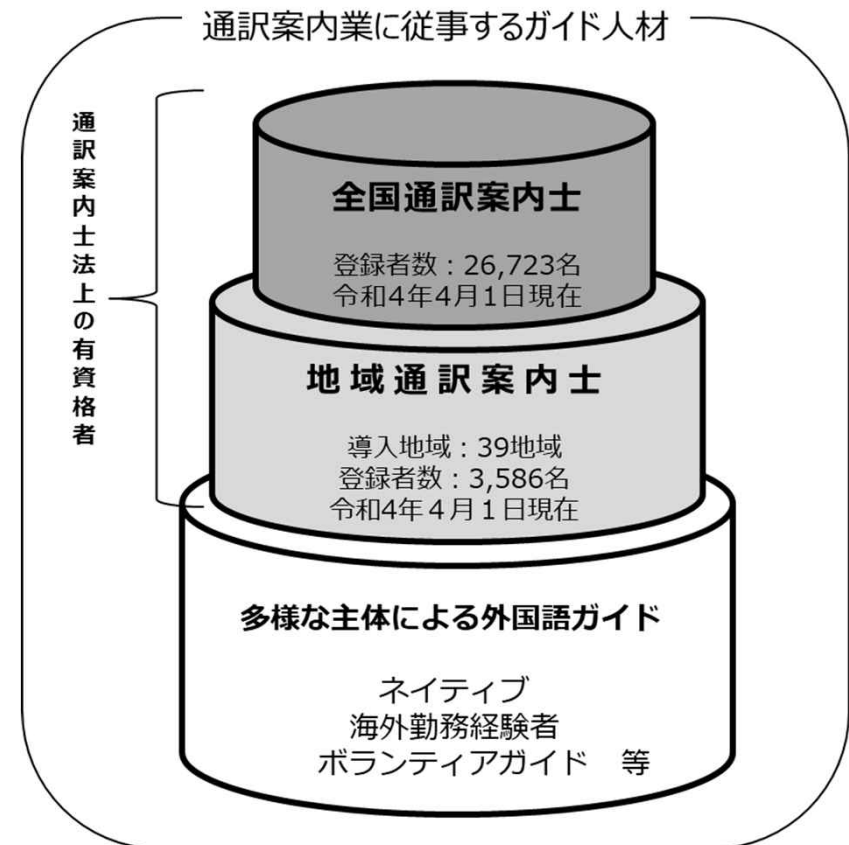 通訳案内業に従事するガイド人材
通訳案内士法上の有資格者
全国通訳案内士
登録者数：26,723名
令和4年4月1日現在
地域通訳案内士
導入地域：39地域
登録者数：3,586名
令和4年４月１日現在
多様な主体による外国語ガイド
ネイティブ
海外勤務経験者
ボランティアガイド　等